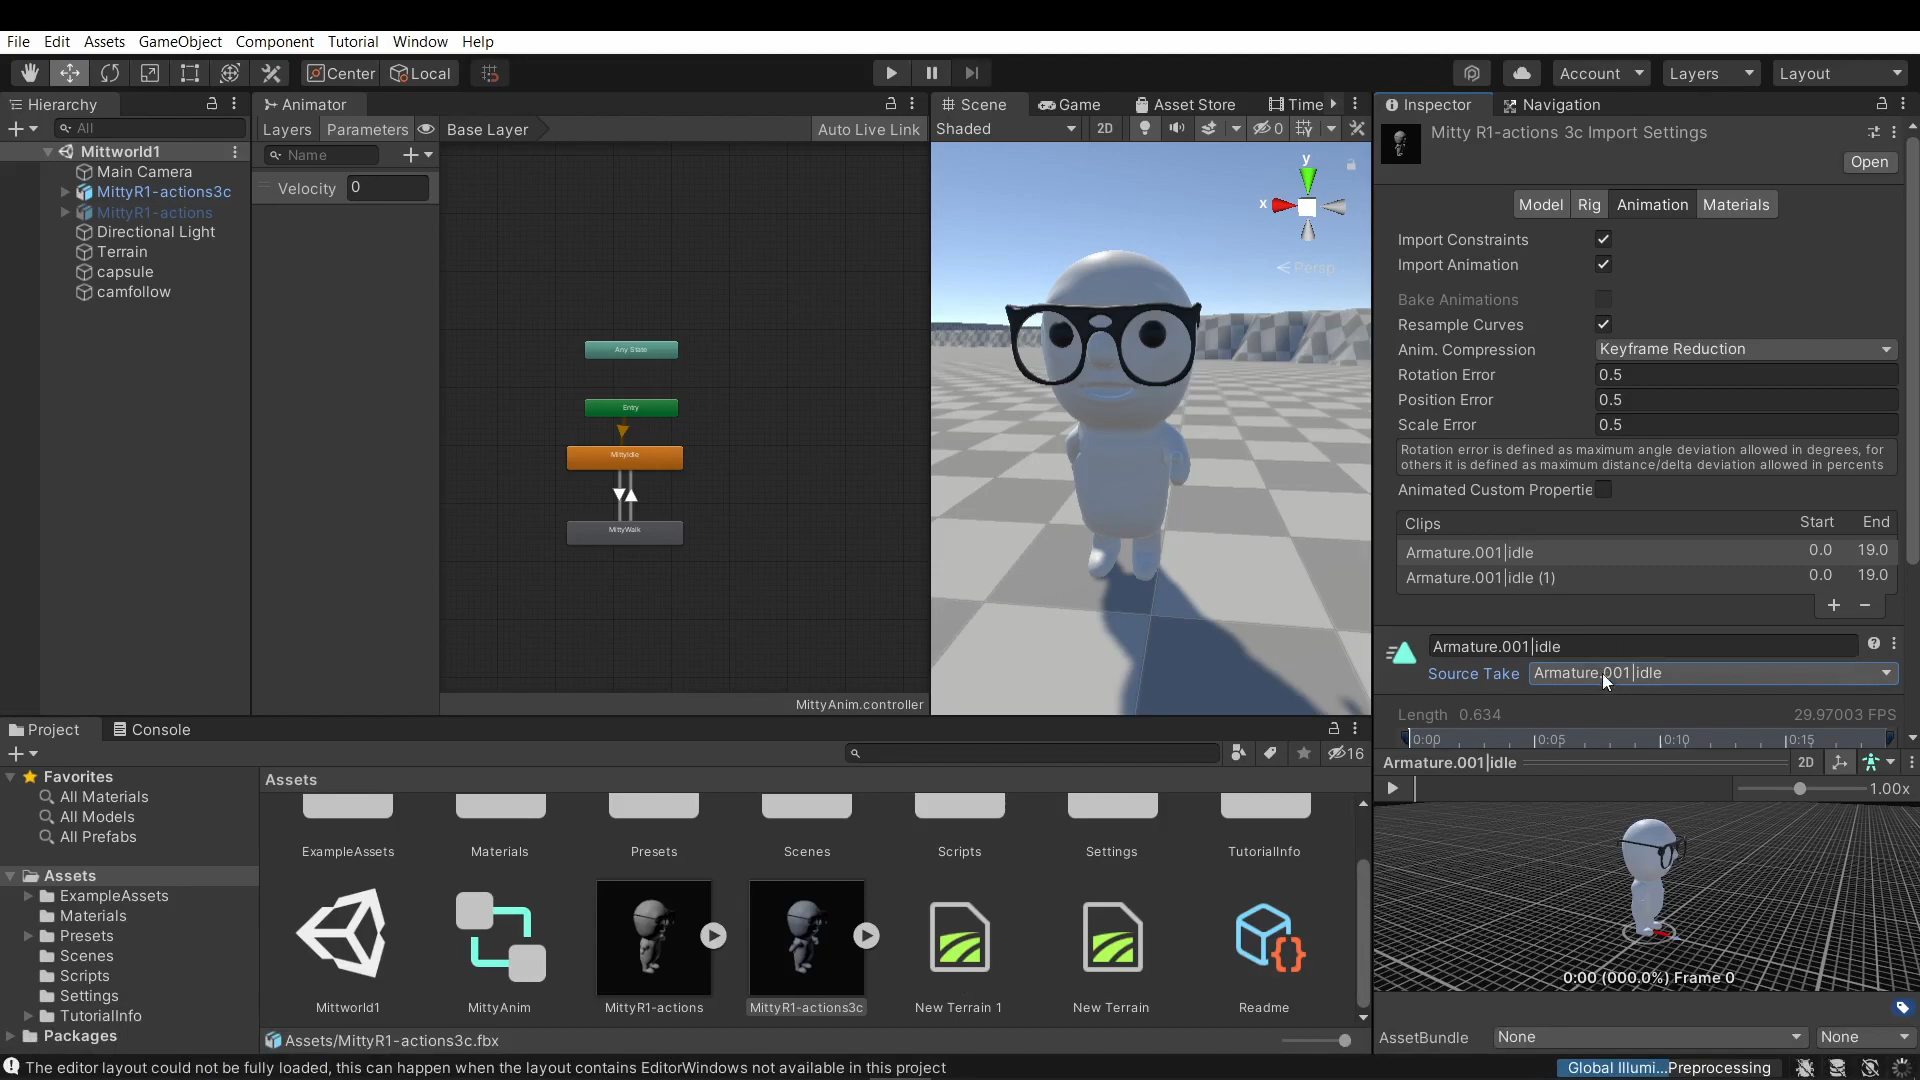 File Edit Assets GameObject Component Tutorial Window Help
Center Local Account Layers Layout
Hierarchy
All
Mittworld1
Main Camera
MittyR1-actions3c
MittyR1-actions
Directional Light
Terrain
capsule
camfollow
Animator
Layers Parameters Base Layer Auto Live Link
Name
Velocity 0
Any State
Entry
MittyIdle
MittyWalk
MittyAnim.controller
Scene Game Asset Store Time
Shaded 2D 0
y
x
Persp
Inspector Navigation
Mitty R1-actions 3c Import Settings
Open
Model Rig Animation Materials
Import Constraints
Import Animation
Bake Animations
Resample Curves
Anim. Compression Keyframe Reduction
Rotation Error 0.5
Position Error 0.5
Scale Error 0.5
Rotation error is defined as maximum angle deviation allowed in degrees, for
others it is defined as maximum distance/delta deviation allowed in percents
Animated Custom Propertie
Clips Start End
Armature.001|idle 0.0 19.0
Armature.001|idle (1) 0.0 19.0
Armature.001|idle
Source Take Armature.001|idle
Length 0.634 29.97003 FPS
0:00 0:05 0:10 0:15
Armature.001|idle 2D
1.00x
0:00 (000.0%) Frame 0
AssetBundle None None
Project Console
16
Favorites
All Materials
All Models
All Prefabs
Assets
ExampleAssets
Materials
Presets
Scenes
Scripts
Settings
TutorialInfo
Packages
Assets
ExampleAssets Materials Presets Scenes Scripts Settings TutorialInfo
Mittworld1 MittyAnim MittyR1-actions MittyR1-actions3c New Terrain 1 New Terrain Readme
Assets/MittyR1-actions3c.fbx
The editor layout could not be fully loaded, this can happen when the layout contains EditorWindows not available in this project
Global Illumi...Preprocessing